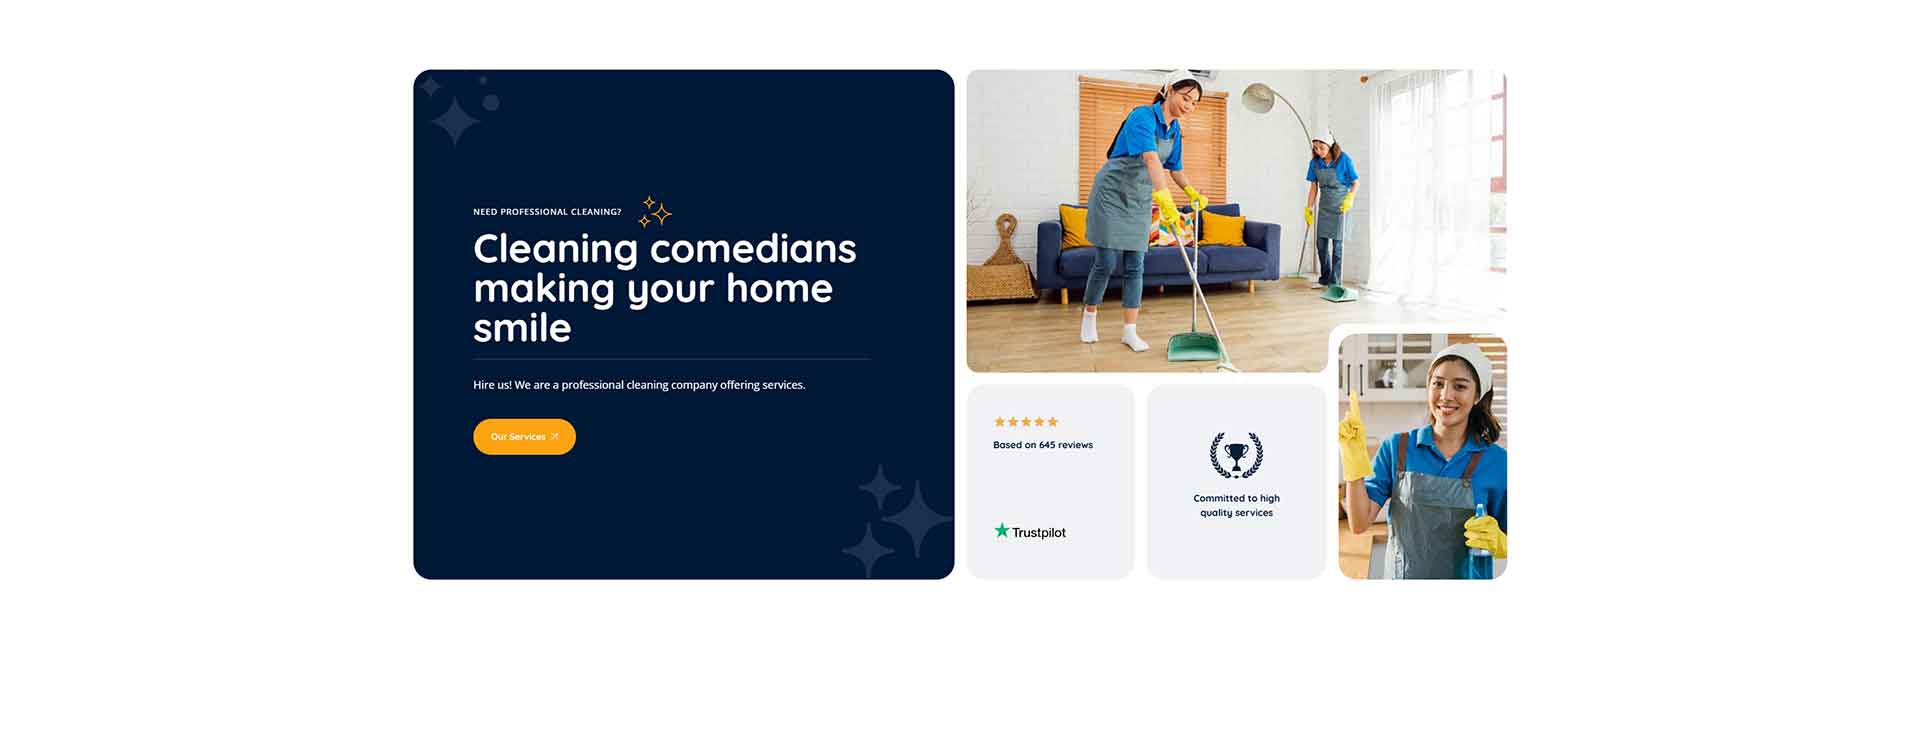 NEED PROFESSIONAL CLEANING?
Cleaning comedians
making your home
smile
Hire us! We are a professional cleaning company offering services.
Our Services
Based on 645 reviews
Trustpilot
Committed to high
quality services